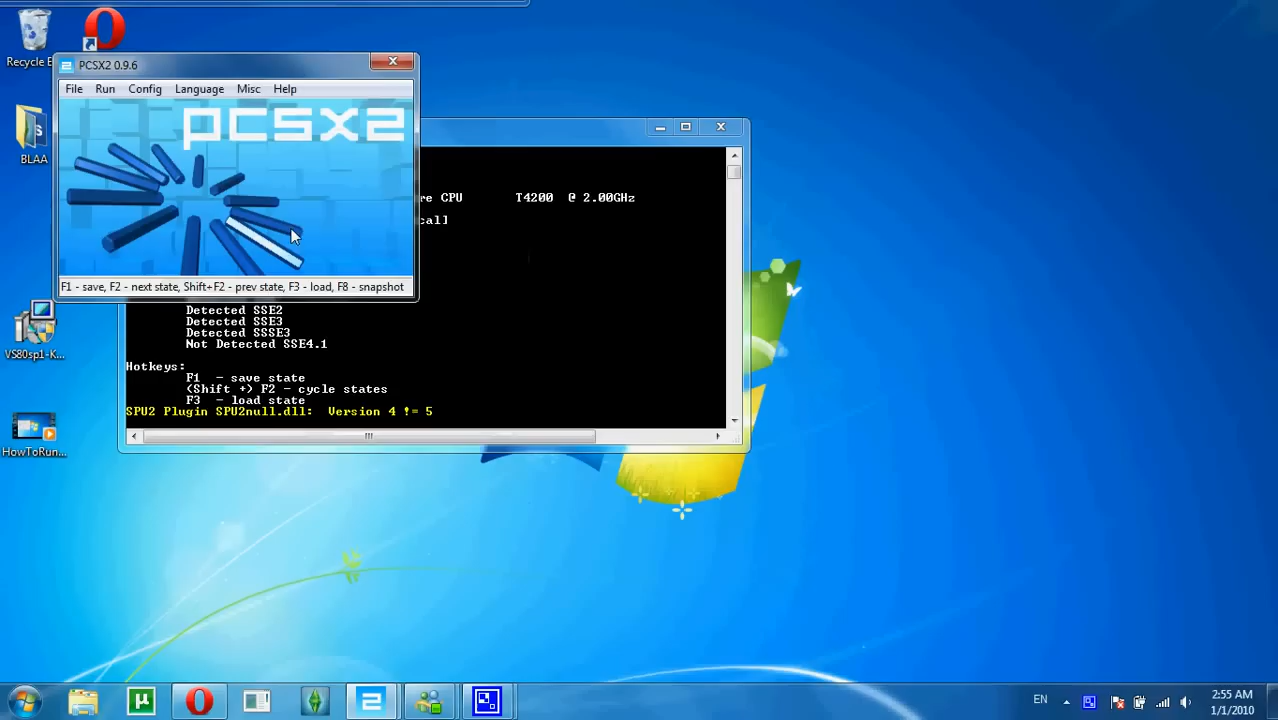 Recycle B
PCSX2 0.9.6
File Run Config Language Misc Help
pcsx2
F1 - save, F2 - next state, Shift+F2 - prev state, F3 - load, F8 - snapshot
BLAA
VS80sp1-K...
HowToRun...
re CPU T4200 @ 2.00GHz
cal]
Detected SSE2
Detected SSE3
Detected SSSE3
Not Detected SSE4.1
Hotkeys:
F1 - save state
(Shift +) F2 - cycle states
F3 - load state
SPU2 Plugin SPU2null.dll: Version 4 != 5
EN
2:55 AM
1/1/2010